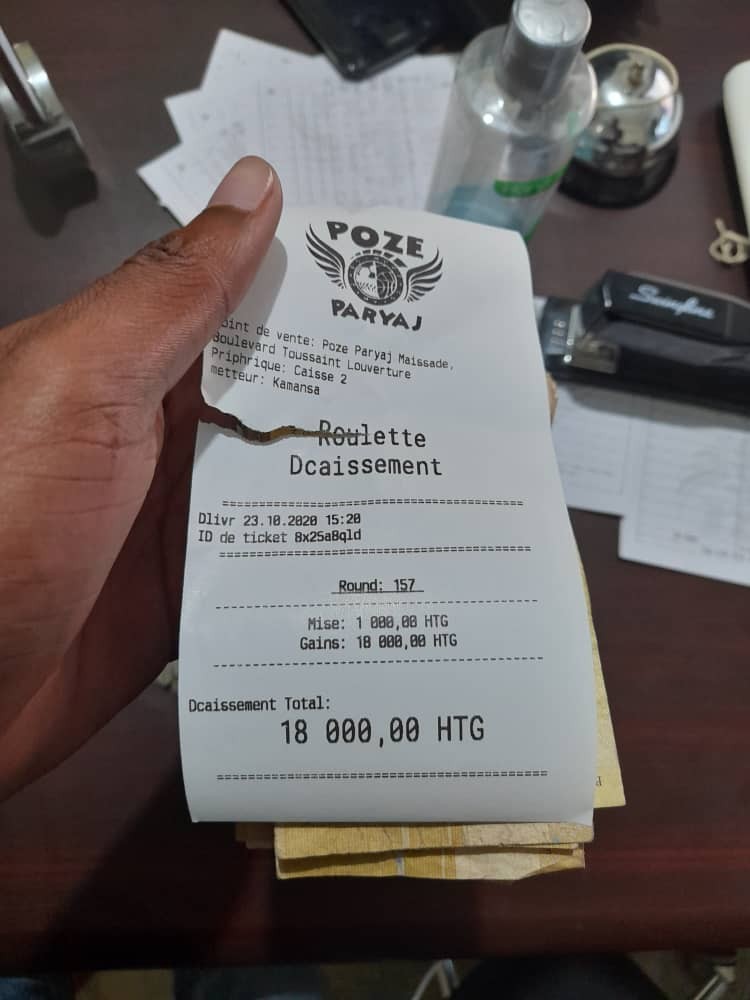 POZE
PARYAJ
oint de vente: Poze Paryaj Maissade,
Boulevard Toussaint Louverture
Priphrique: Caisse 2
metteur: Kamansa
Roulette
Dcaissement
Dlivr 23.10.2020 15:20
ID de ticket 8x25a8qld
Round: 157
Mise: 1 000,00 HTG
Gains: 18 000,00 HTG
Dcaissement Total:
18 000,00 HTG
Swingline